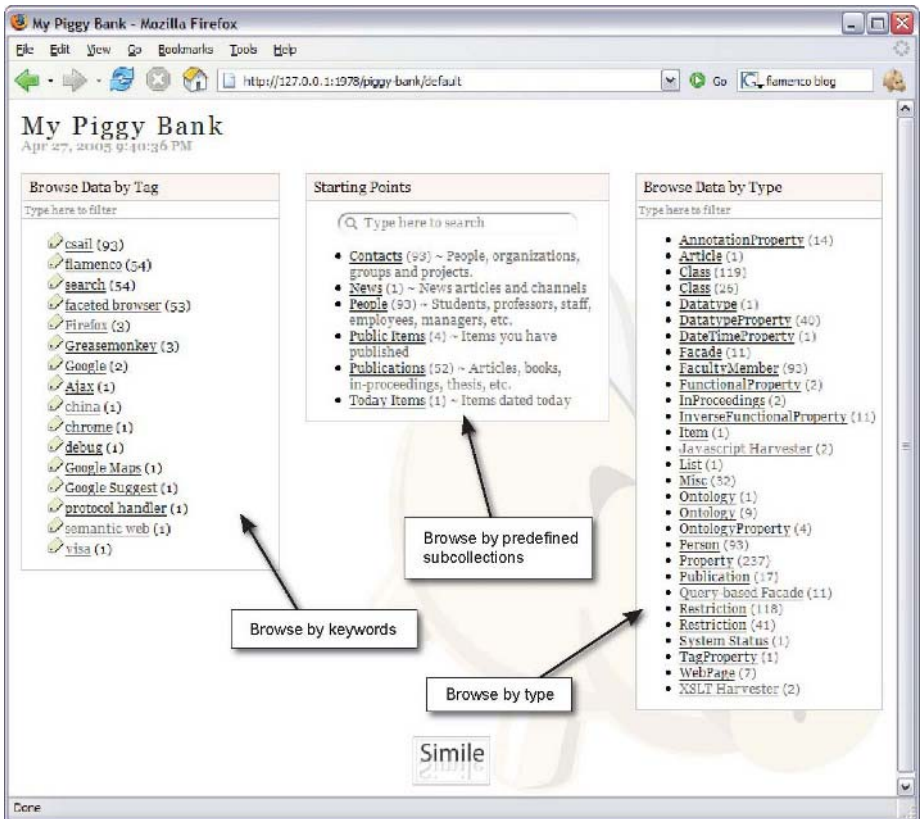 My Piggy Bank - Mozilla Firefox
File Edit View Go Bookmarks Tools Help
http://127.0.0.1:1978/piggy-bank/default
Go
flamenco blog
My Piggy Bank
Apr 27, 2005 9:40:36 PM
Browse Data by Tag
Type here to filter
csail (93)
flamenco (54)
search (54)
faceted browser (53)
Firefox (3)
Greasemonkey (3)
Google (2)
Ajax (1)
china (1)
chrome (1)
debug (1)
Google Maps (1)
Google Suggest (1)
protocol handler (1)
semantic web (1)
visa (1)
Browse by keywords
Starting Points
Type here to search
Contacts (93) ~ People, organizations,
groups and projects.
News (1) ~ News articles and channels
People (93) ~ Students, professors, staff,
employees, managers, etc.
Public Items (4) ~ Items you have
published
Publications (52) ~ Articles, books,
in-proceedings, thesis, etc.
Today Items (1) ~ Items dated today
Browse by predefined
subcollections
Browse Data by Type
Type here to filter
AnnotationProperty (14)
Article (1)
Class (119)
Class (26)
Datatype (1)
DatatypeProperty (40)
DateTimeProperty (1)
Facade (11)
FacultyMember (93)
FunctionalProperty (2)
InProceedings (2)
InverseFunctionalProperty (11)
Item (1)
Javascript Harvester (2)
List (1)
Misc (32)
Ontology (1)
Ontology (9)
OntologyProperty (4)
Person (93)
Property (237)
Publication (17)
Query-based Facade (11)
Restriction (118)
Restriction (41)
System Status (1)
TagProperty (1)
WebPage (7)
XSLT Harvester (2)
Browse by type
Simile
Done